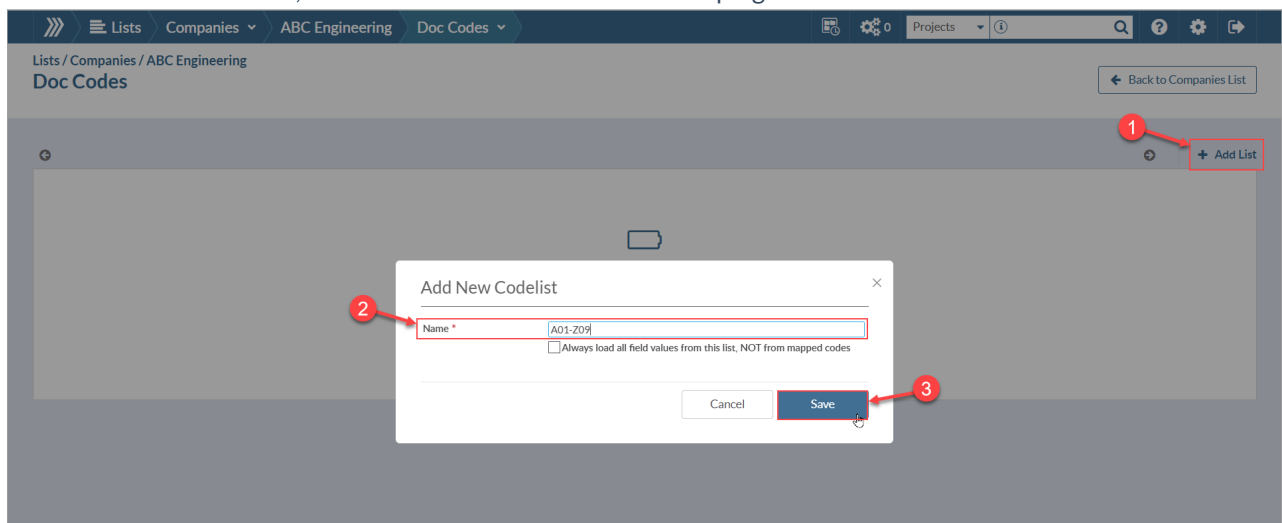 Lists Companies ABC Engineering Doc Codes 0 Projects
Lists / Companies / ABC Engineering
Doc Codes
Back to Companies List
1
+ Add List
Add New Codelist
2
Name * A01-Z09
Always load all field values from this list, NOT from mapped codes
Cancel Save
3